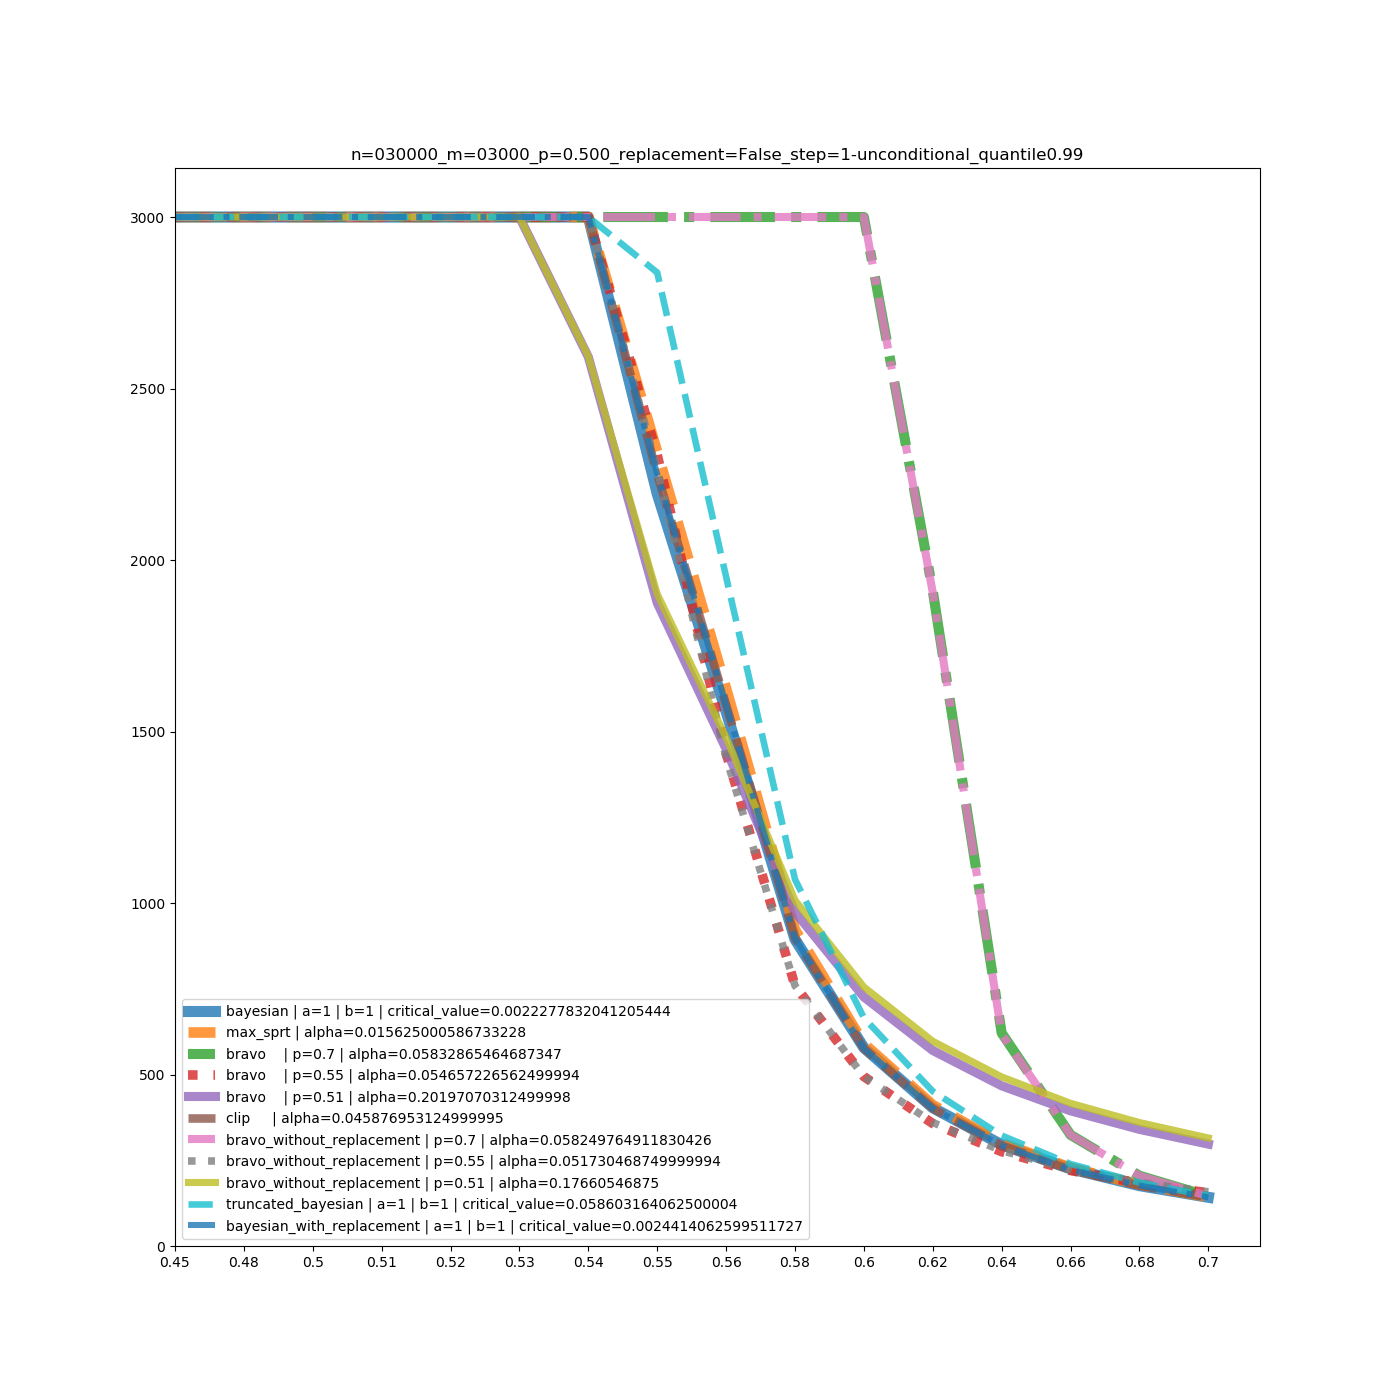 n=030000_m=03000_p=0.500_replacement=False_step=1-unconditional_quantile0.99
3000
2500
2000
1500
1000
500
0
bayesian | a=1 | b=1 | critical_value=0.0022277832041205444
max_sprt | alpha=0.015625000586733228
bravo | p=0.7 | alpha=0.05832865464687347
bravo | p=0.55 | alpha=0.054657226562499994
bravo | p=0.51 | alpha=0.20197070312499998
clip | alpha=0.045876953124999995
bravo_without_replacement | p=0.7 | alpha=0.058249764911830426
bravo_without_replacement | p=0.55 | alpha=0.051730468749999994
bravo_without_replacement | p=0.51 | alpha=0.17660546875
truncated_bayesian | a=1 | b=1 | critical_value=0.058603164062500004
bayesian_with_replacement | a=1 | b=1 | critical_value=0.0024414062599511727
0.45 0.48 0.5 0.51 0.52 0.53 0.54 0.55 0.56 0.58 0.6 0.62 0.64 0.66 0.68 0.7